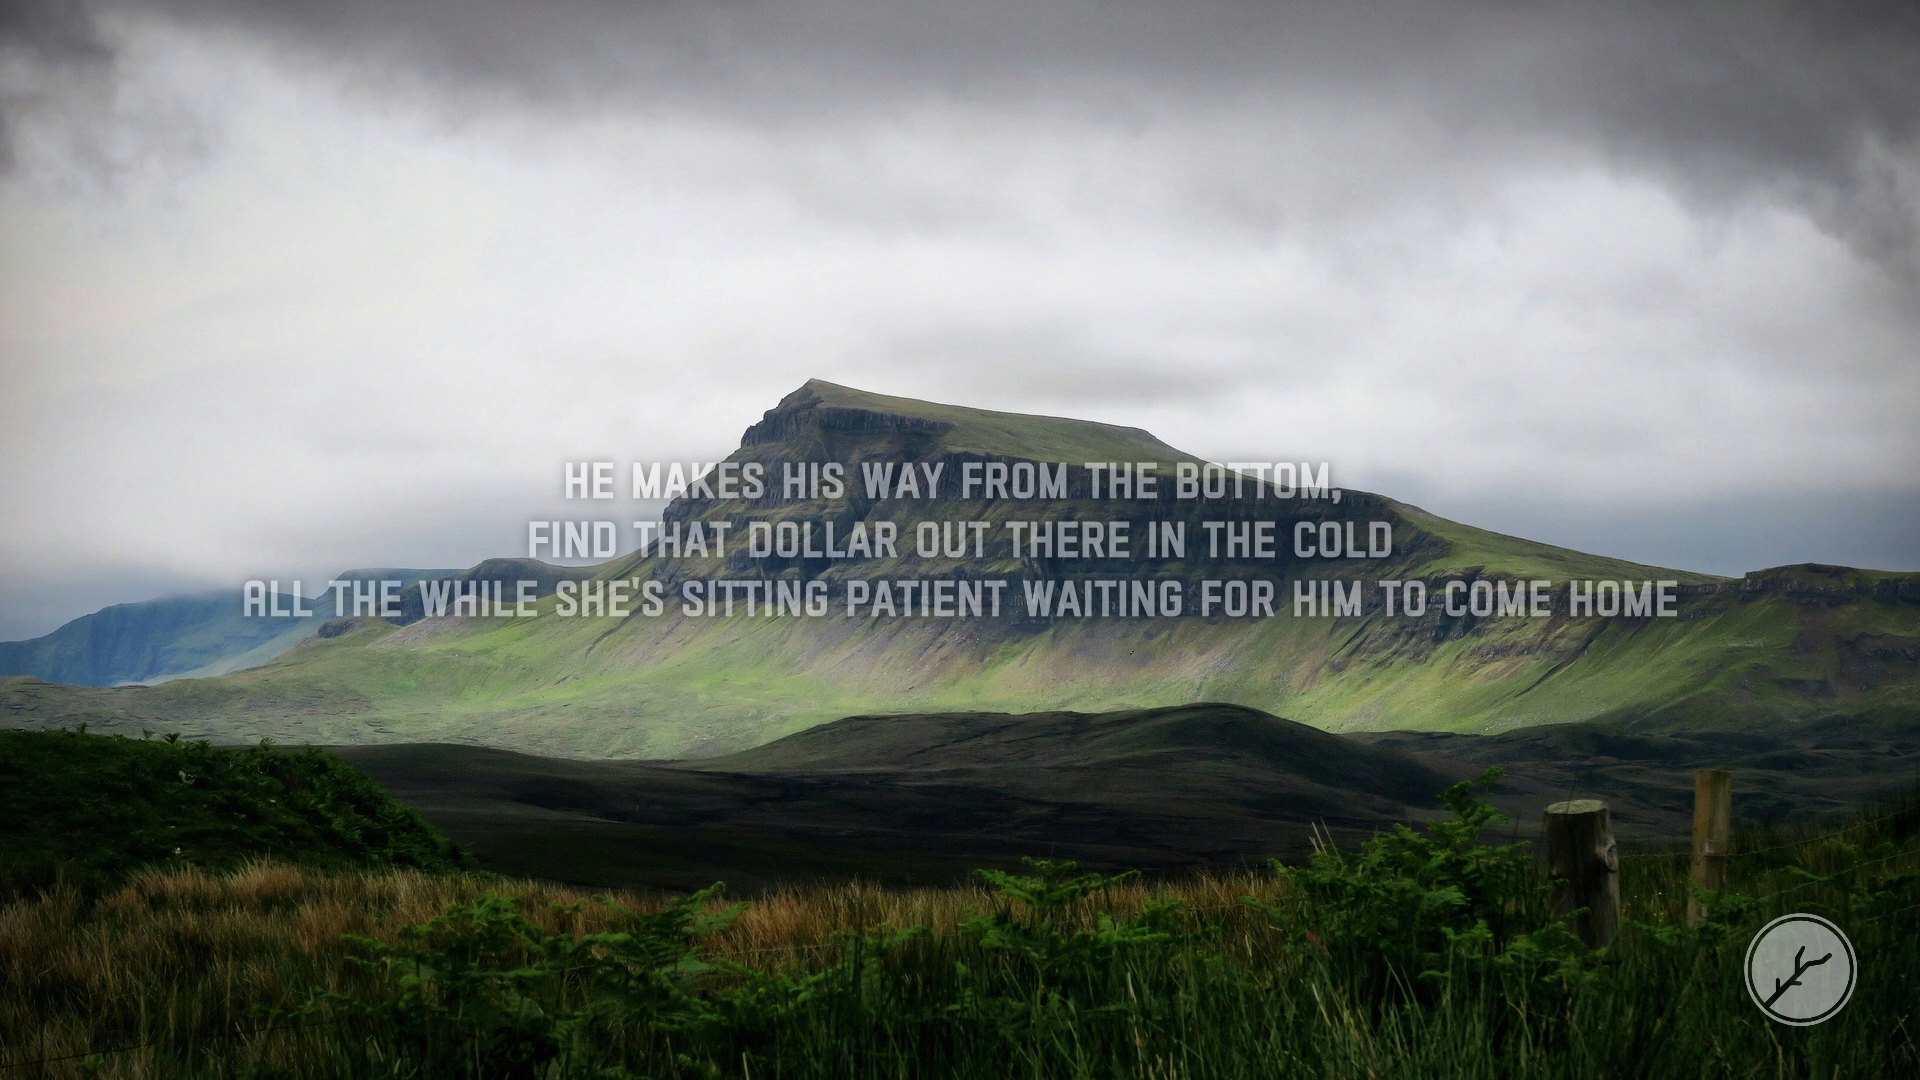 HE MAKES HIS WAY FROM THE BOTTOM,
FIND THAT DOLLAR OUT THERE IN THE COLD
ALL THE WHILE SHE'S SITTING PATIENT WAITING FOR HIM TO COME HOME